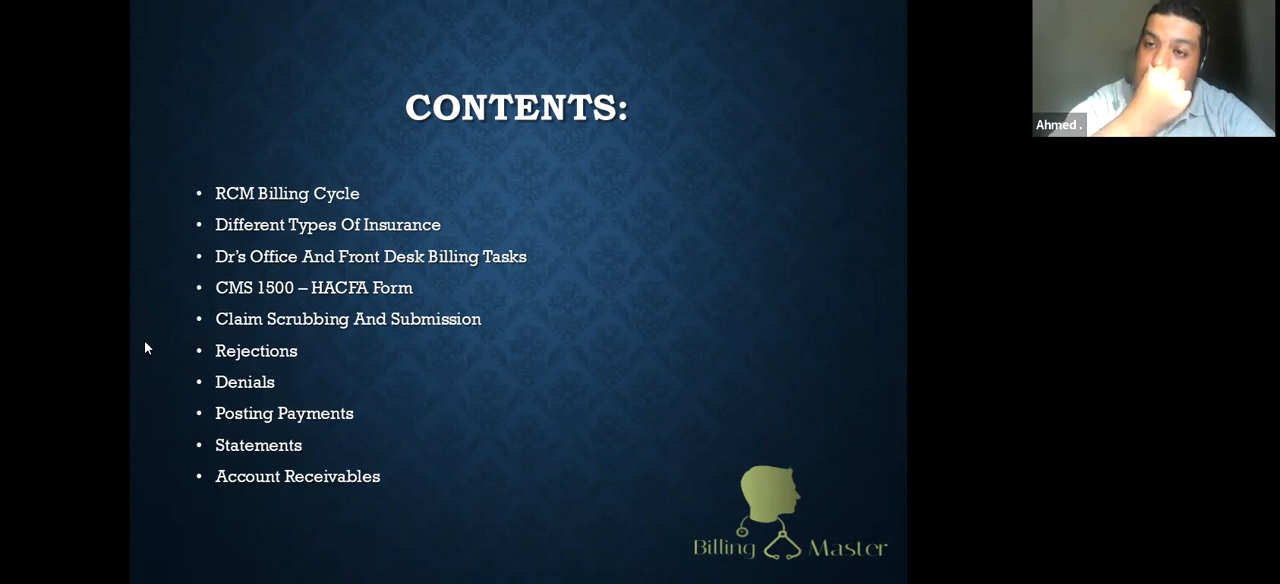 CONTENTS:
• RCM Billing Cycle
• Different Types Of Insurance
• Dr's Office And Front Desk Billing Tasks
• CMS 1500 – HACFA Form
• Claim Scrubbing And Submission
• Rejections
• Denials
• Posting Payments
• Statements
• Account Receivables
Billing Master
Ahmed .